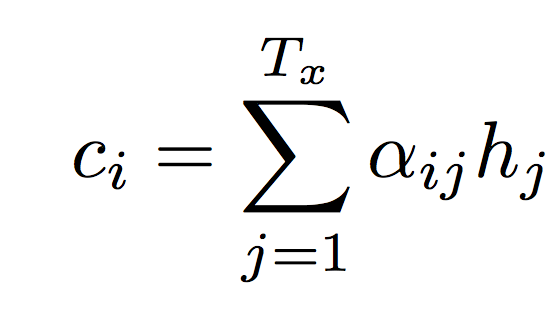 c_i = \sum_{j=1}^{T_x} \alpha_{ij} h_j